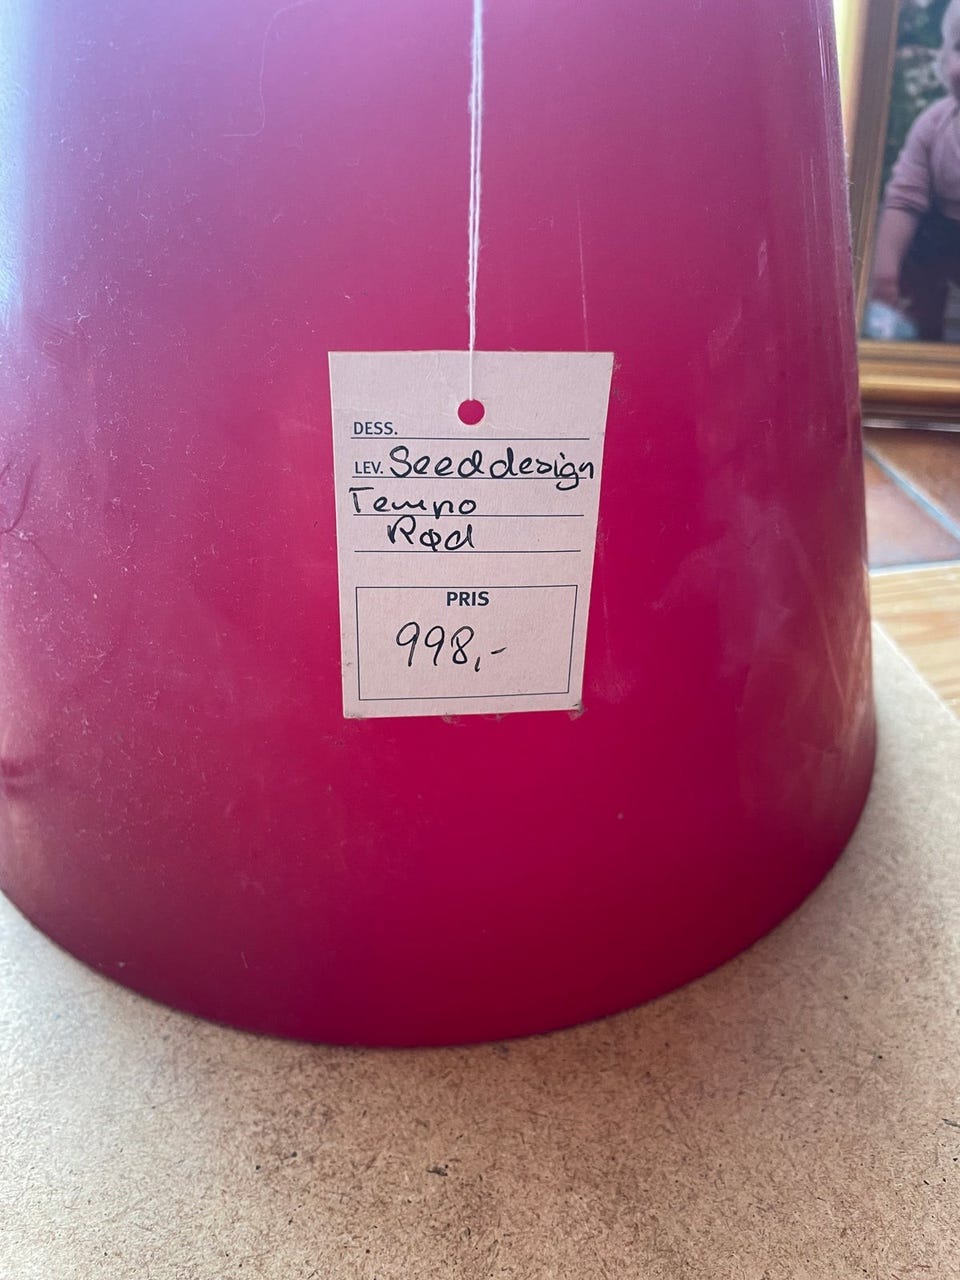 DESS.
LEV. Seeddesign
Tempo
Rød
PRIS
998,-